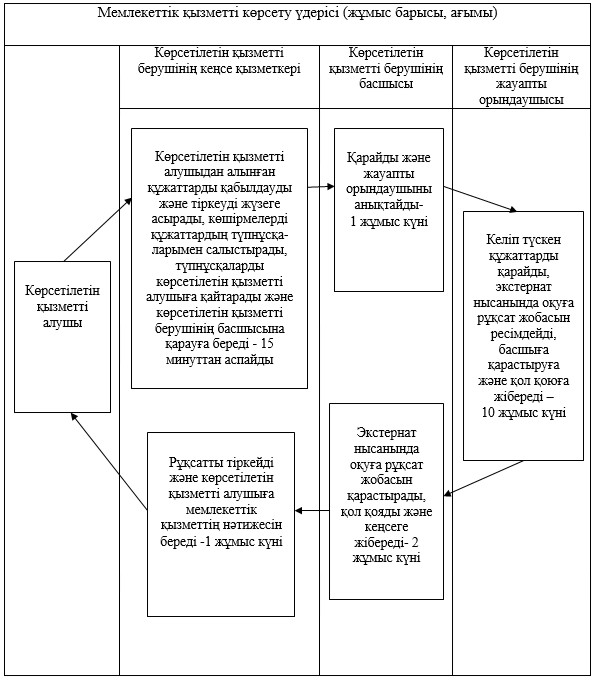 Мемлекеттік қызметті көрсету үдерісі (жұмыс барысы, ағымы)
Көрсетілетін қызметті
берушінің кеңсе қызметкері
Көрсетілетін
қызметті берушінің
басшысы
Көрсетілетін
қызметті берушінің
жауапты
орындаушысы
Көрсетілетін
қызметті
алушы
Көрсетілетін қызметті
алушыдан алынған
құжаттарды қабылдауды
және тіркеуді жүзеге
асырады, көшірмелерді
құжаттардың түпнұсқа-
ларымен салыстырады,
түпнұсқаларды
көрсетілетін қызметті
алушыға қайтарады және
көрсетілетін қызметті
берушінің басшысына
қарауға береді - 15
минуттан аспайды
Қарайды және
жауапты
орындаушыны
анықтайды-
1 жұмыс күні
Келіп түскен
құжаттарды
қарайды,
экстернат
нысанында оқуға
рұқсат жобасын
ресімдейді,
басшыға
қарастыруға
және қол қоюға
жібереді –
10 жұмыс күні
Экстернат
нысанында
оқуға рұқсат
жобасын
қарастырады,
қол қояды және
кеңсеге
жібереді- 2
жұмыс күні
Рұқсатты тіркейді
және көрсетілетін
қызметті алушыға
мемлекеттік
қызметтің нәтижесін
береді -1 жұмыс күні